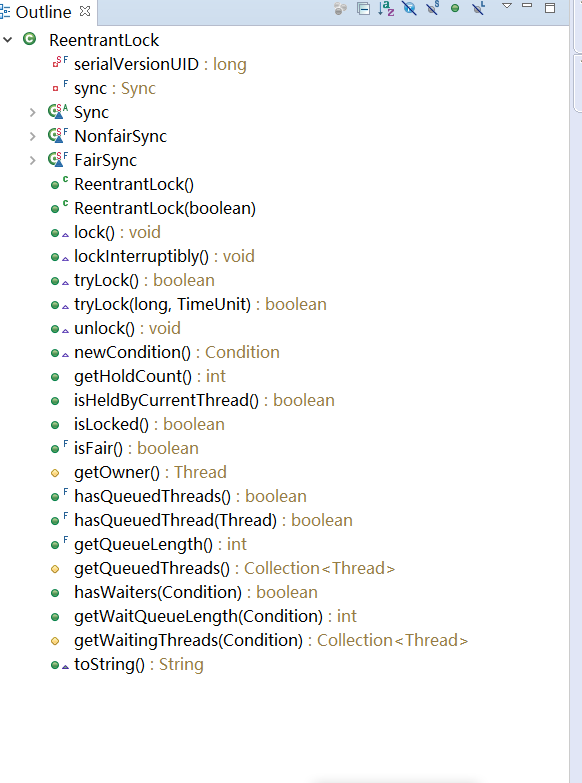 Outline
ReentrantLock
serialVersionUID : long
sync : Sync
Sync
NonfairSync
FairSync
ReentrantLock()
ReentrantLock(boolean)
lock() : void
lockInterruptibly() : void
tryLock() : boolean
tryLock(long, TimeUnit) : boolean
unlock() : void
newCondition() : Condition
getHoldCount() : int
isHeldByCurrentThread() : boolean
isLocked() : boolean
isFair() : boolean
getOwner() : Thread
hasQueuedThreads() : boolean
hasQueuedThread(Thread) : boolean
getQueueLength() : int
getQueuedThreads() : Collection<Thread>
hasWaiters(Condition) : boolean
getWaitQueueLength(Condition) : int
getWaitingThreads(Condition) : Collection<Thread>
toString() : String